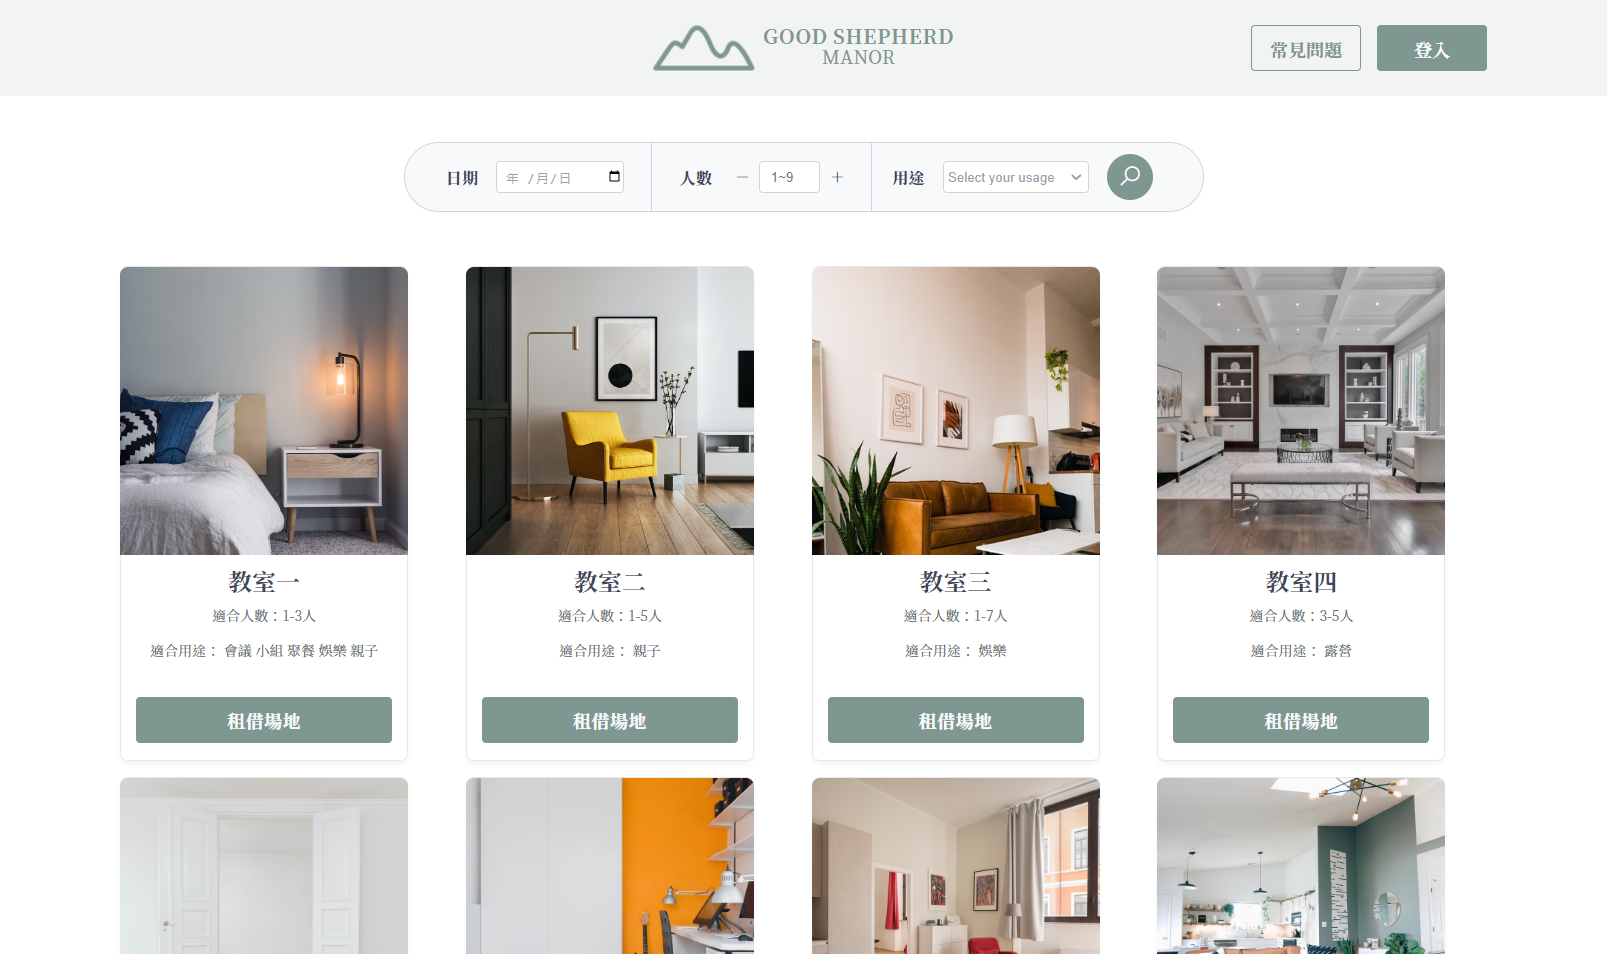 GOOD SHEPHERD
MANOR
常見問題
登入
日期
年 /月/日
人數
1~9
用途
Select your usage
教室一
適合人數：1-3人
適合用途： 會議 小組 聚餐 娛樂 親子
租借場地
教室二
適合人數：1-5人
適合用途： 親子
租借場地
教室三
適合人數：1-7人
適合用途： 娛樂
租借場地
教室四
適合人數：3-5人
適合用途： 露營
租借場地